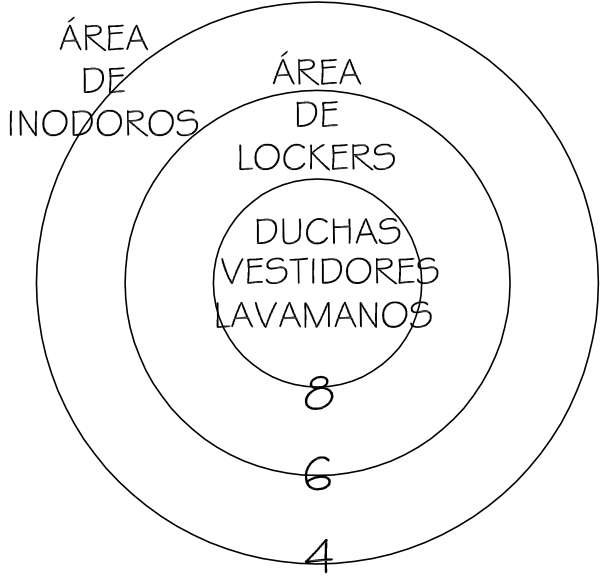 ÁREA
DE
INODOROS
ÁREA
DE
LOCKERS
DUCHAS
VESTIDORES
LAVAMANOS
8
6
4